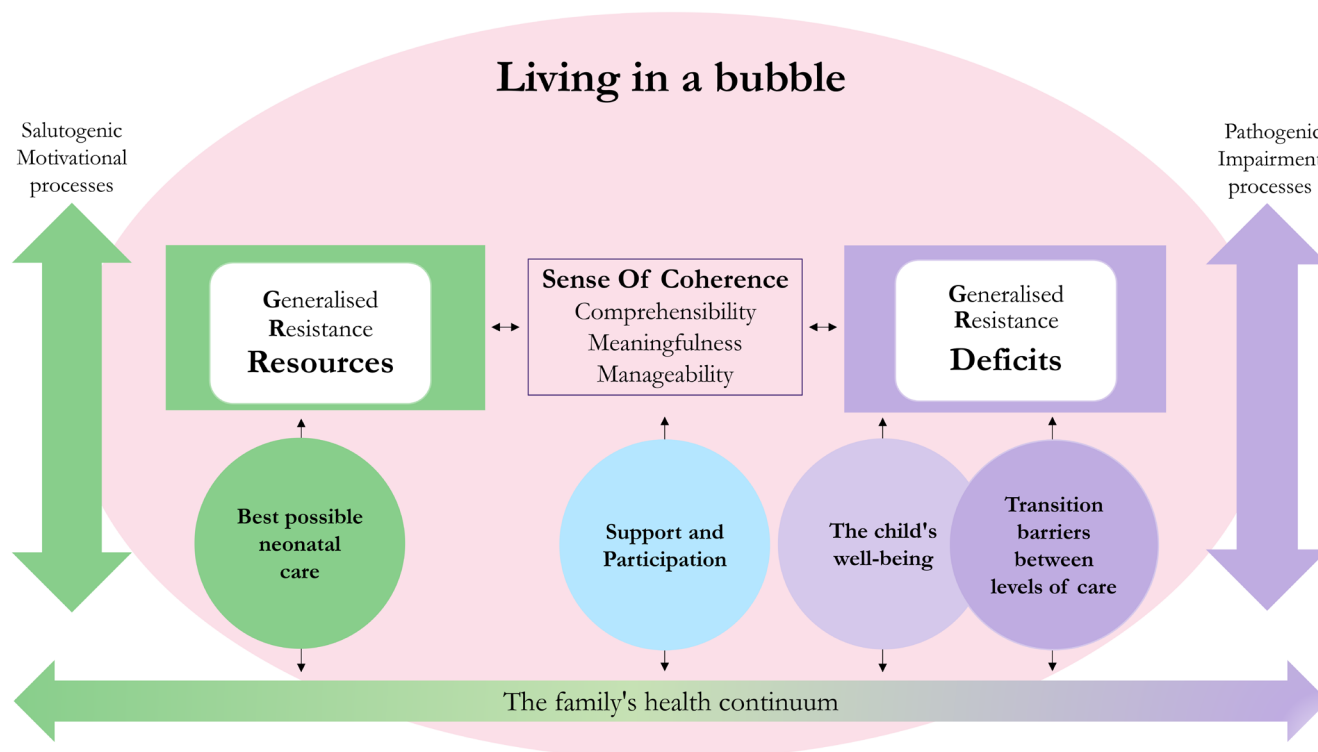 Living in a bubble
Salutogenic
Motivational
processes
Pathogenic
Impairment
processes
Generalised
Resistance
Resources
Sense Of Coherence
Comprehensibility
Meaningfulness
Manageability
Generalised
Resistance
Deficits
Best possible
neonatal
care
Support and
Participation
The child's
well-being
Transition
barriers
between
levels of care
The family's health continuum